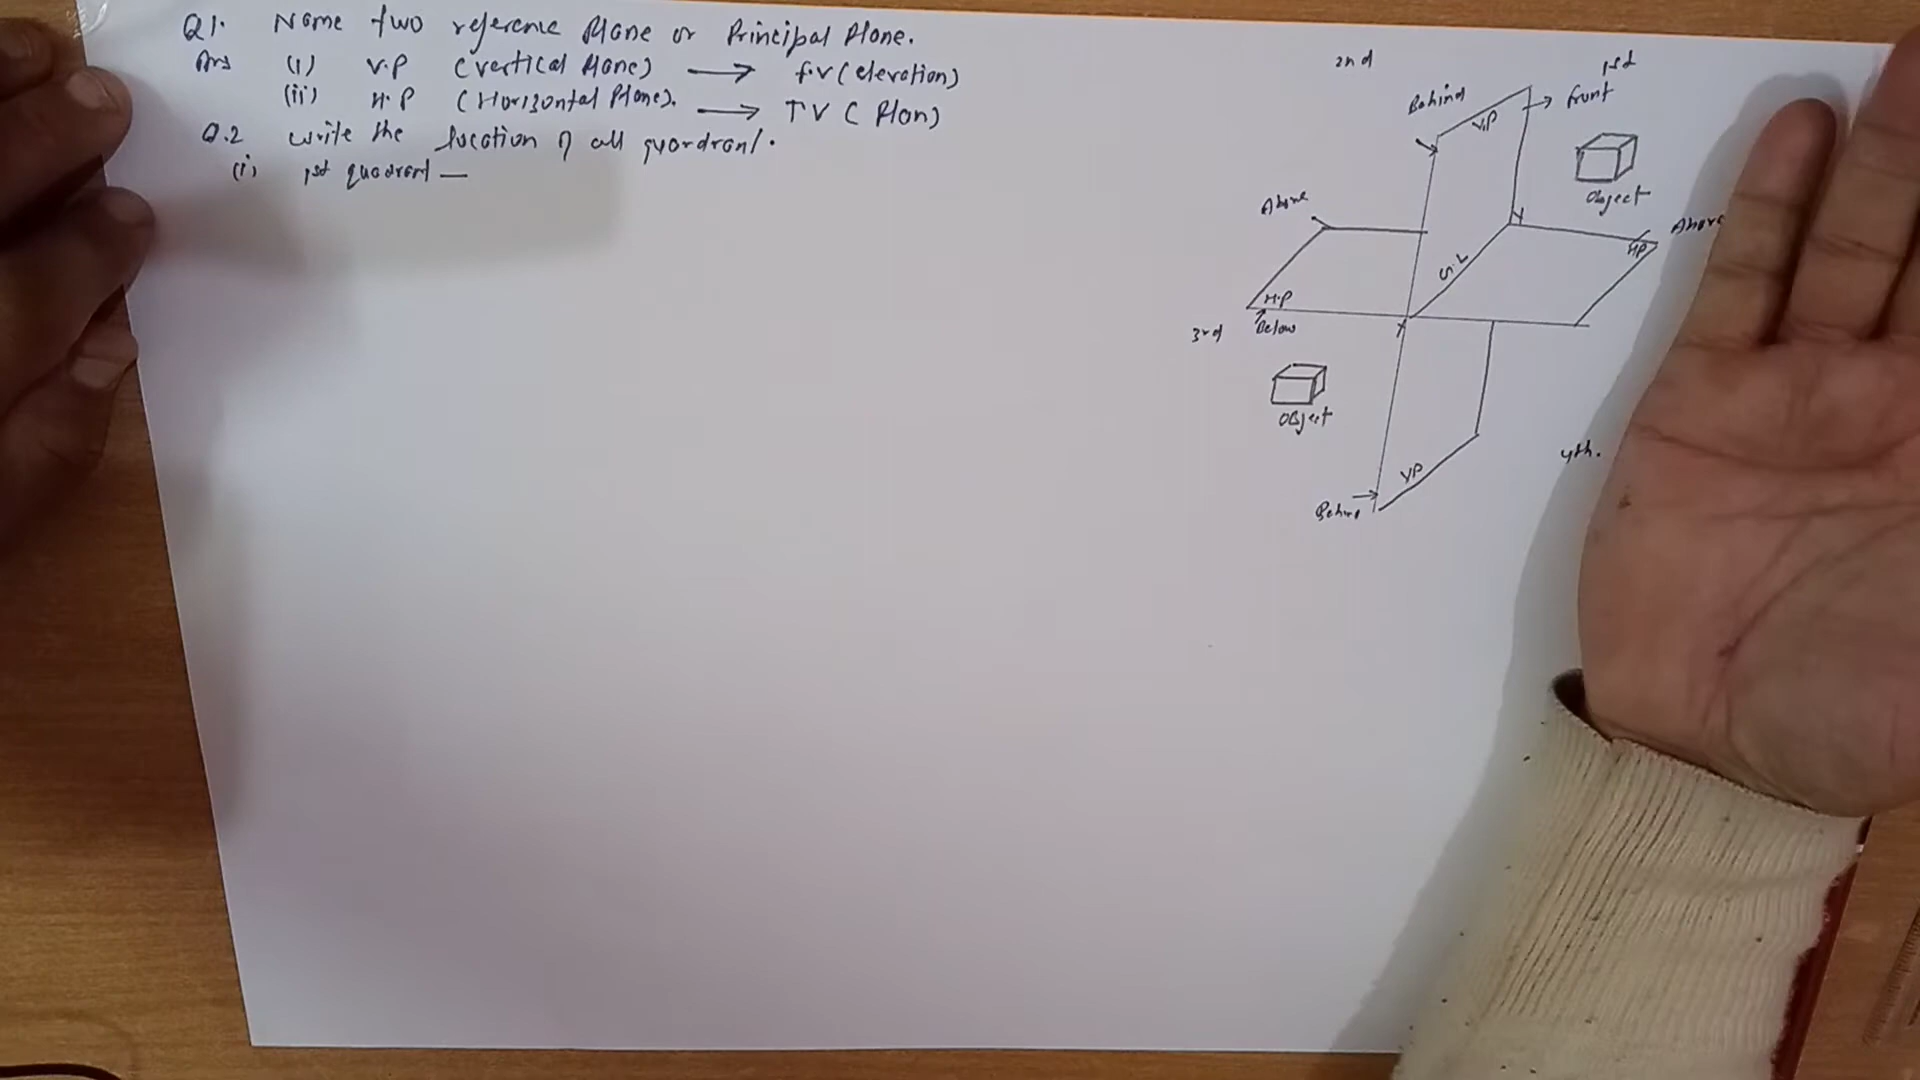 Q1. Name two reference Plane or Principal Plane.
Ans (i) V.P (vertical Plane) → f.v (elevation)
(ii) H.P (Horizontal Plane). → TV (Plan)
Q.2 write the location of all quardrant.
(i) 1st quadrant —
2nd
1st
Behind
VP
front
Object
Above
Y
Above
HP
G.L
H.P
3rd
Below
X
Object
4th.
VP